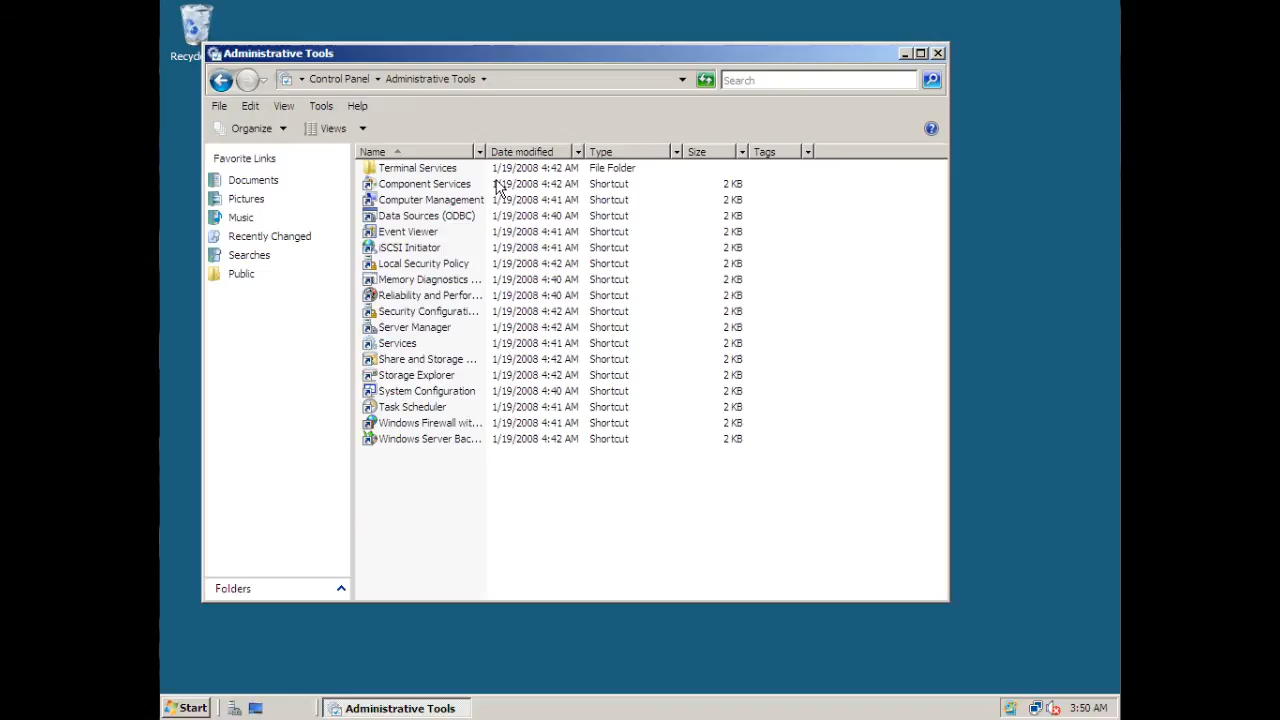 Administrative Tools
Control Panel Administrative Tools Search
File Edit View Tools Help
Organize Views
Favorite Links
Documents
Pictures
Music
Recently Changed
Searches
Public
Folders
Name Date modified Type Size Tags
Terminal Services 1/19/2008 4:42 AM File Folder
Component Services 1/19/2008 4:42 AM Shortcut 2 KB
Computer Management 1/19/2008 4:41 AM Shortcut 2 KB
Data Sources (ODBC) 1/19/2008 4:40 AM Shortcut 2 KB
Event Viewer 1/19/2008 4:41 AM Shortcut 2 KB
iSCSI Initiator 1/19/2008 4:41 AM Shortcut 2 KB
Local Security Policy 1/19/2008 4:42 AM Shortcut 2 KB
Memory Diagnostics ... 1/19/2008 4:40 AM Shortcut 2 KB
Reliability and Perfor... 1/19/2008 4:40 AM Shortcut 2 KB
Security Configurati... 1/19/2008 4:42 AM Shortcut 2 KB
Server Manager 1/19/2008 4:42 AM Shortcut 2 KB
Services 1/19/2008 4:41 AM Shortcut 2 KB
Share and Storage ... 1/19/2008 4:42 AM Shortcut 2 KB
Storage Explorer 1/19/2008 4:42 AM Shortcut 2 KB
System Configuration 1/19/2008 4:40 AM Shortcut 2 KB
Task Scheduler 1/19/2008 4:41 AM Shortcut 2 KB
Windows Firewall wit... 1/19/2008 4:41 AM Shortcut 2 KB
Windows Server Bac... 1/19/2008 4:42 AM Shortcut 2 KB
Start Administrative Tools 3:50 AM